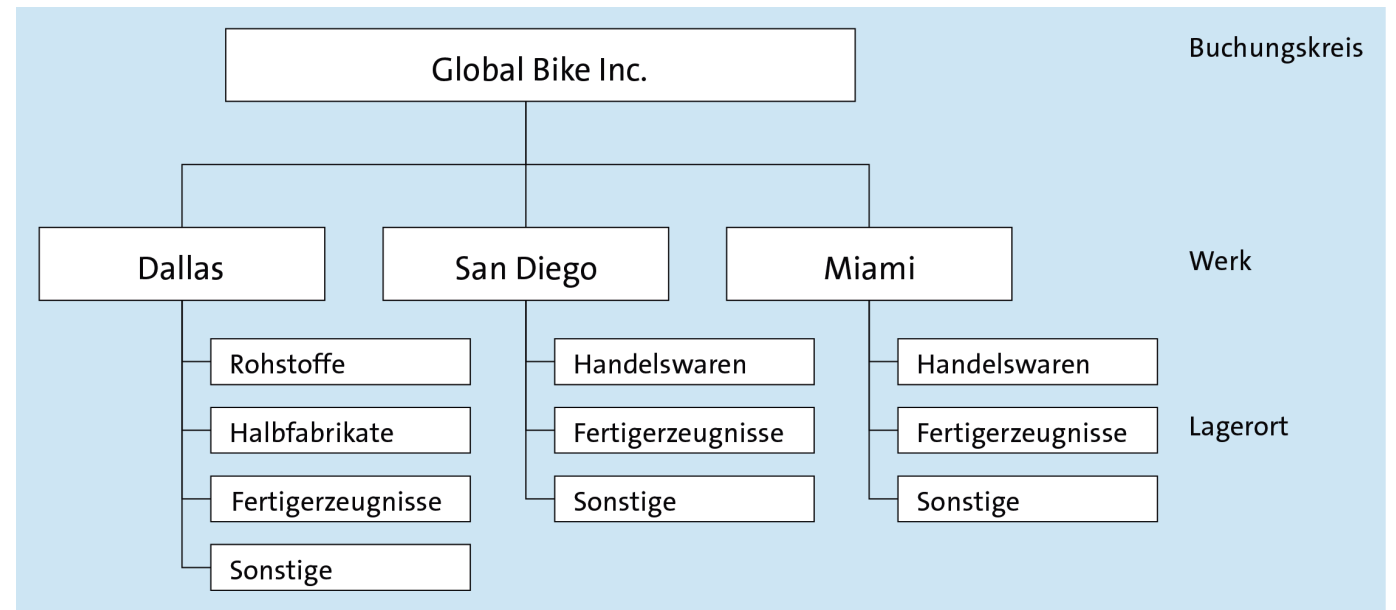 Global Bike Inc.
Buchungskreis
Dallas
San Diego
Miami
Werk
Rohstoffe
Handelswaren
Handelswaren
Halbfabrikate
Fertigerzeugnisse
Fertigerzeugnisse
Lagerort
Fertigerzeugnisse
Sonstige
Sonstige
Sonstige